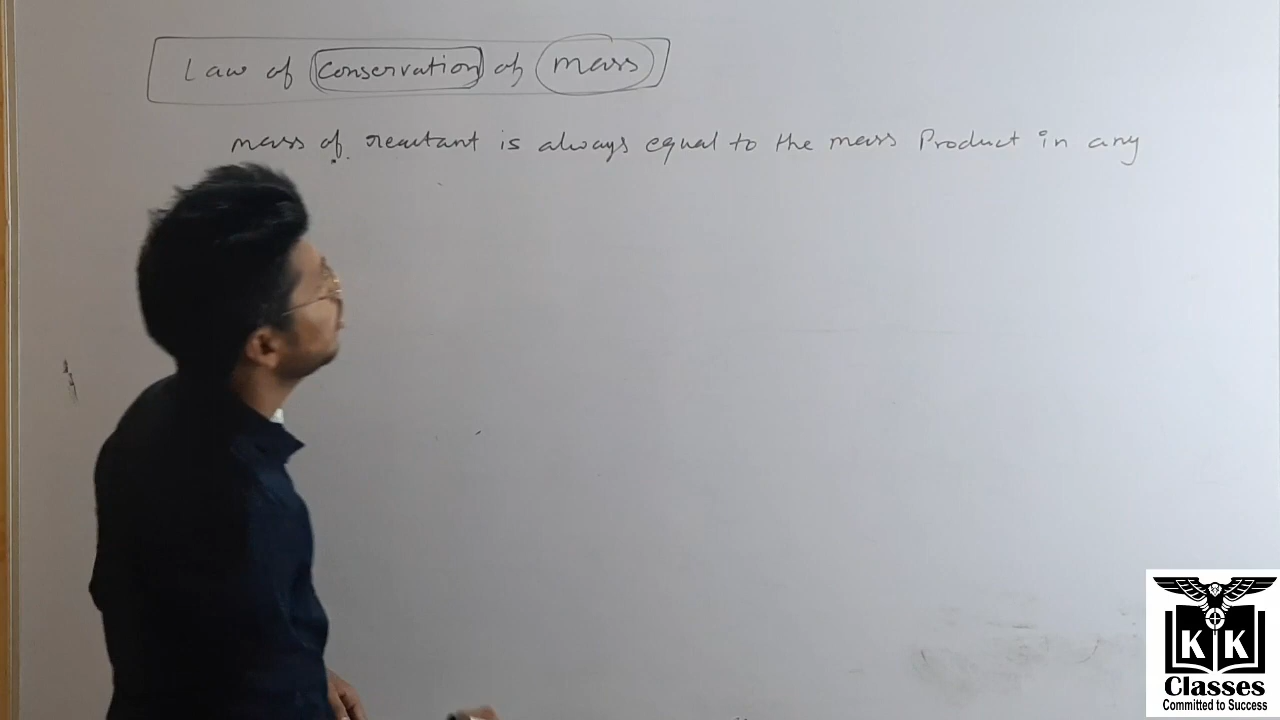 Law of conservation of mass
mass of reactant is always equal to the mass Product in any
K K
Classes
Committed to Success